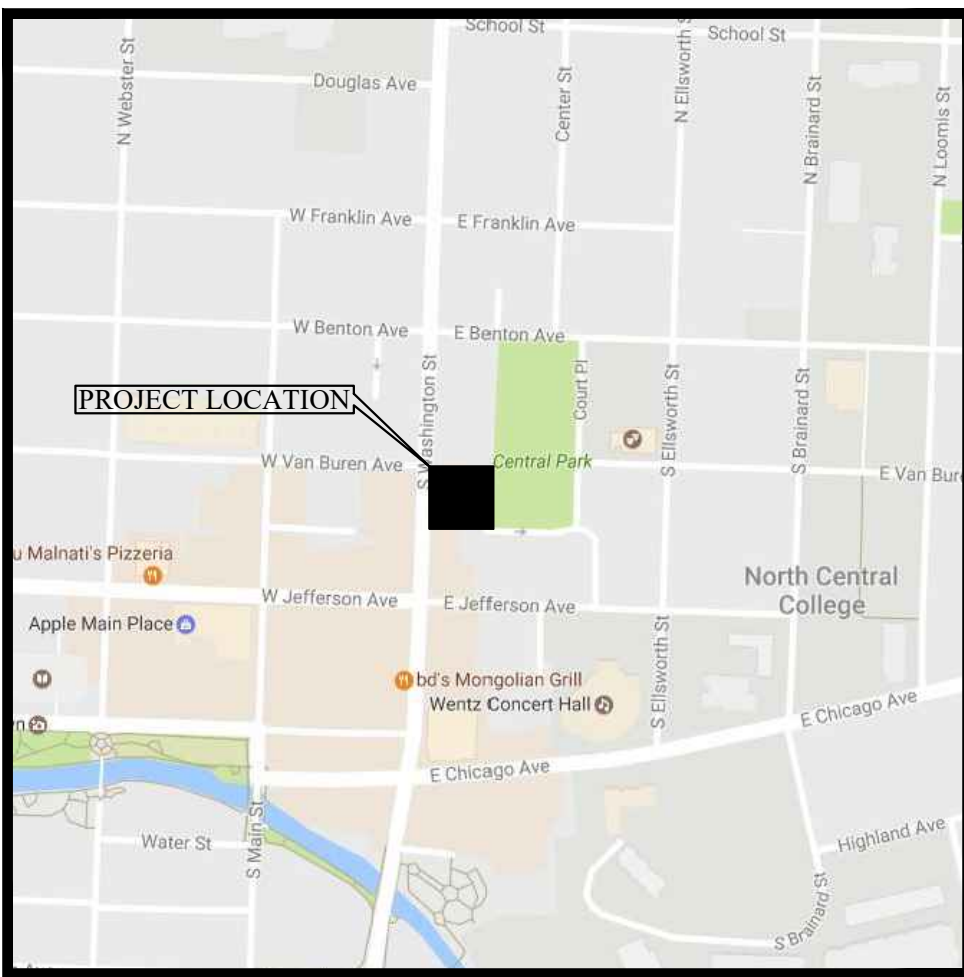 School St
School St
N Webster St
Douglas Ave
Center St
N Ellsworth S
N Brainard St
N Loomis St
W Franklin Ave
E Franklin Ave
W Benton Ave
E Benton Ave
PROJECT LOCATION
S Washington St
Court Pl
S Ellsworth St
S Brainard St
W Van Buren Ave
Central Park
E Van Bure
u Malnati's Pizzeria
W Jefferson Ave
E Jefferson Ave
North Central
College
Apple Main Place
S Ellsworth St
bd's Mongolian Grill
Wentz Concert Hall
E Chicago Ave
E Chicago Ave
Water St
S Main St
Highland Ave
S Brainard St